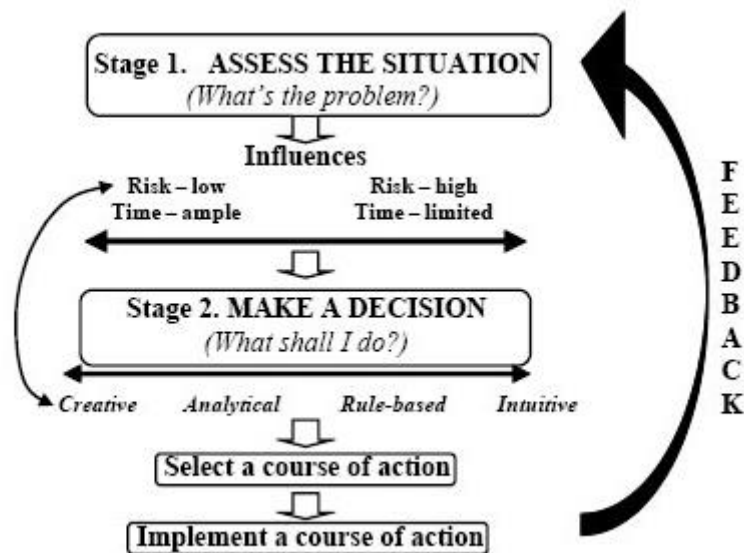 Stage 1. ASSESS THE SITUATION
(What's the problem?)
Influences
Risk – low
Time – ample
Risk – high
Time – limited
Stage 2. MAKE A DECISION
(What shall I do?)
Creative Analytical Rule-based Intuitive
Select a course of action
Implement a course of action
FEEDBACK